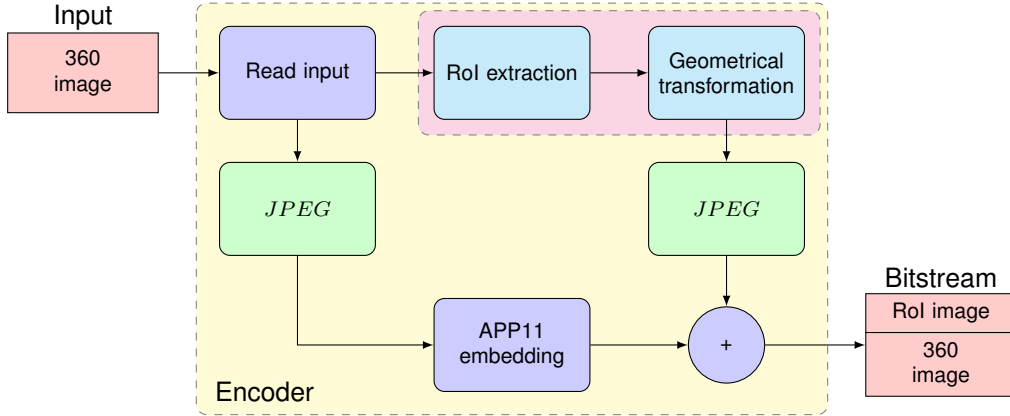 Input
360
image
Read input
RoI extraction
Geometrical
transformation
JPEG
JPEG
APP11
embedding
+
Encoder
Bitstream
RoI image
360
image